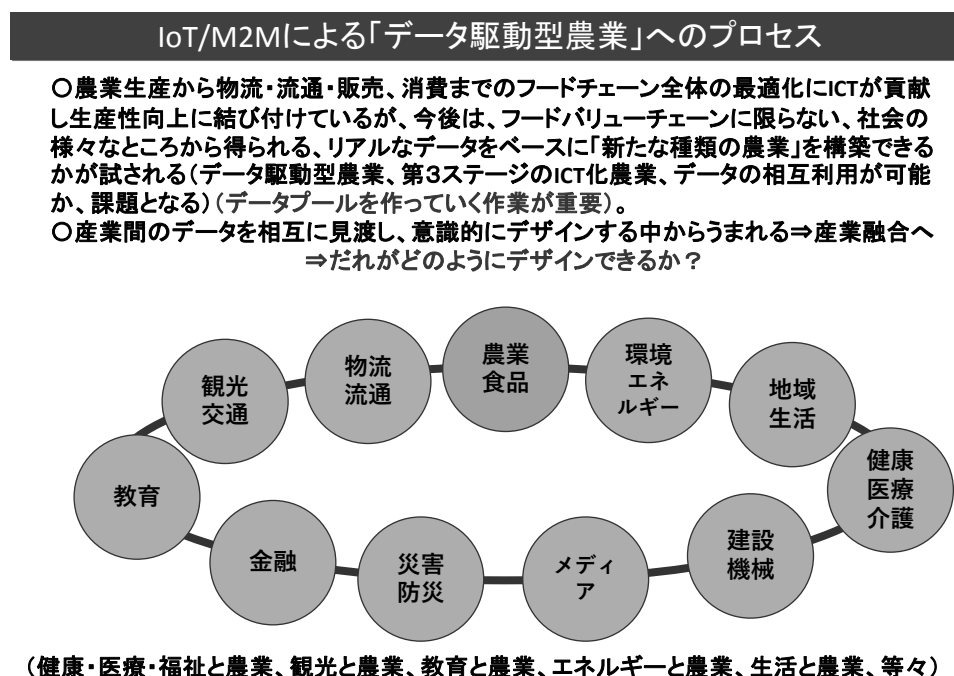 IoT/M2Mによる「データ駆動型農業」へのプロセス
○農業生産から物流・流通・販売、消費までのフードチェーン全体の最適化にICTが貢献
し生産性向上に結び付けているが、今後は、フードバリューチェーンに限らない、社会の
様々なところから得られる、リアルなデータをベースに「新たな種類の農業」を構築できる
かが試される(データ駆動型農業、第3ステージのICT化農業、データの相互利用が可能
か、課題となる)(データプールを作っていく作業が重要)。
○産業間のデータを相互に見渡し、意識的にデザインする中からうまれる⇒産業融合へ
⇒だれがどのようにデザインできるか?
農業
食品
環境
エネ
ルギー
地域
生活
健康
医療
介護
建設
機械
メディ
ア
災害
防災
金融
教育
観光
交通
物流
流通
(健康・医療・福祉と農業、観光と農業、教育と農業、エネルギーと農業、生活と農業、等々)